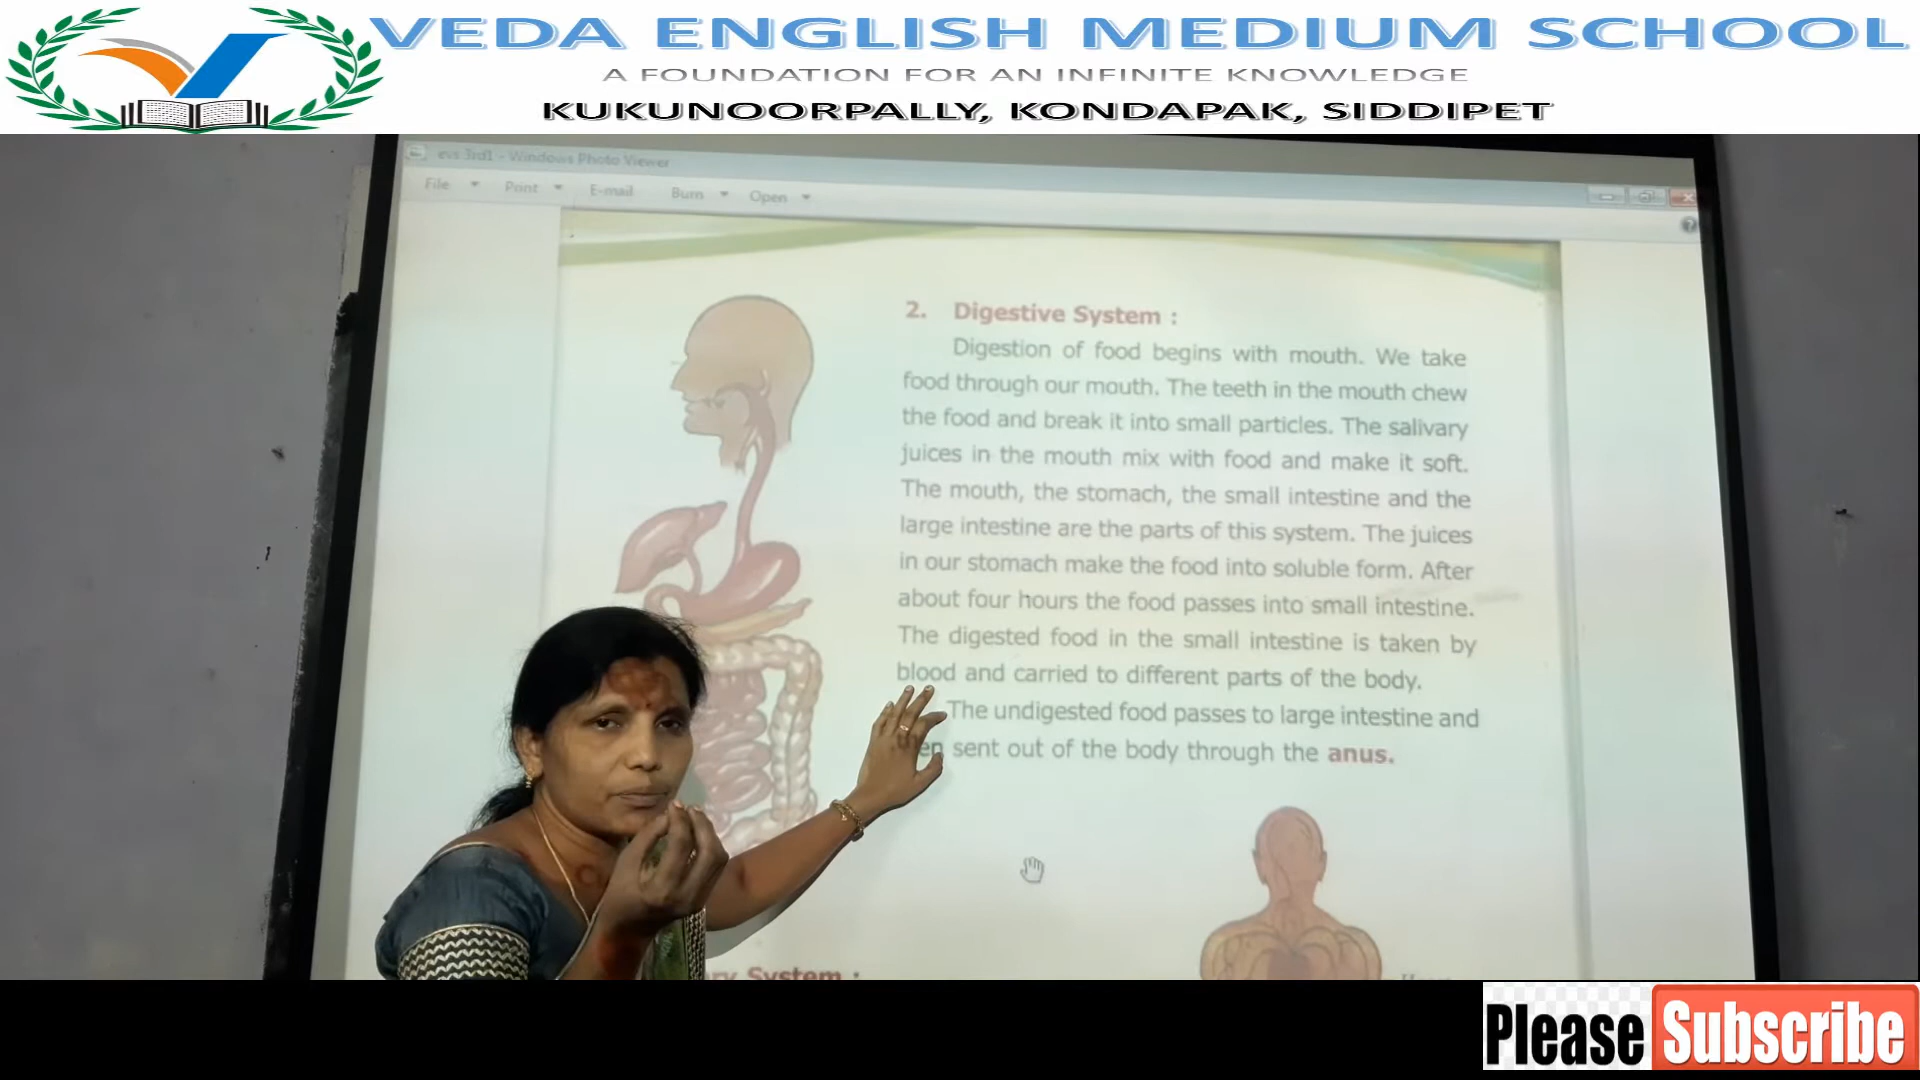 VEDA ENGLISH MEDIUM SCHOOL
A FOUNDATION FOR AN INFINITE KNOWLEDGE
KUKUNOORPALLY, KONDAPAK, SIDDIPET
evs 3rd1 - Windows Photo Viewer
File Print E-mail Burn Open
2. Digestive System :
Digestion of food begins with mouth. We take
food through our mouth. The teeth in the mouth chew
the food and break it into small particles. The salivary
juices in the mouth mix with food and make it soft.
The mouth, the stomach, the small intestine and the
large intestine are the parts of this system. The juices
in our stomach make the food into soluble form. After
about four hours the food passes into small intestine.
The digested food in the small intestine is taken by
blood and carried to different parts of the body.
The undigested food passes to large intestine and
en sent out of the body through the anus.
ry System :
Please Subscribe